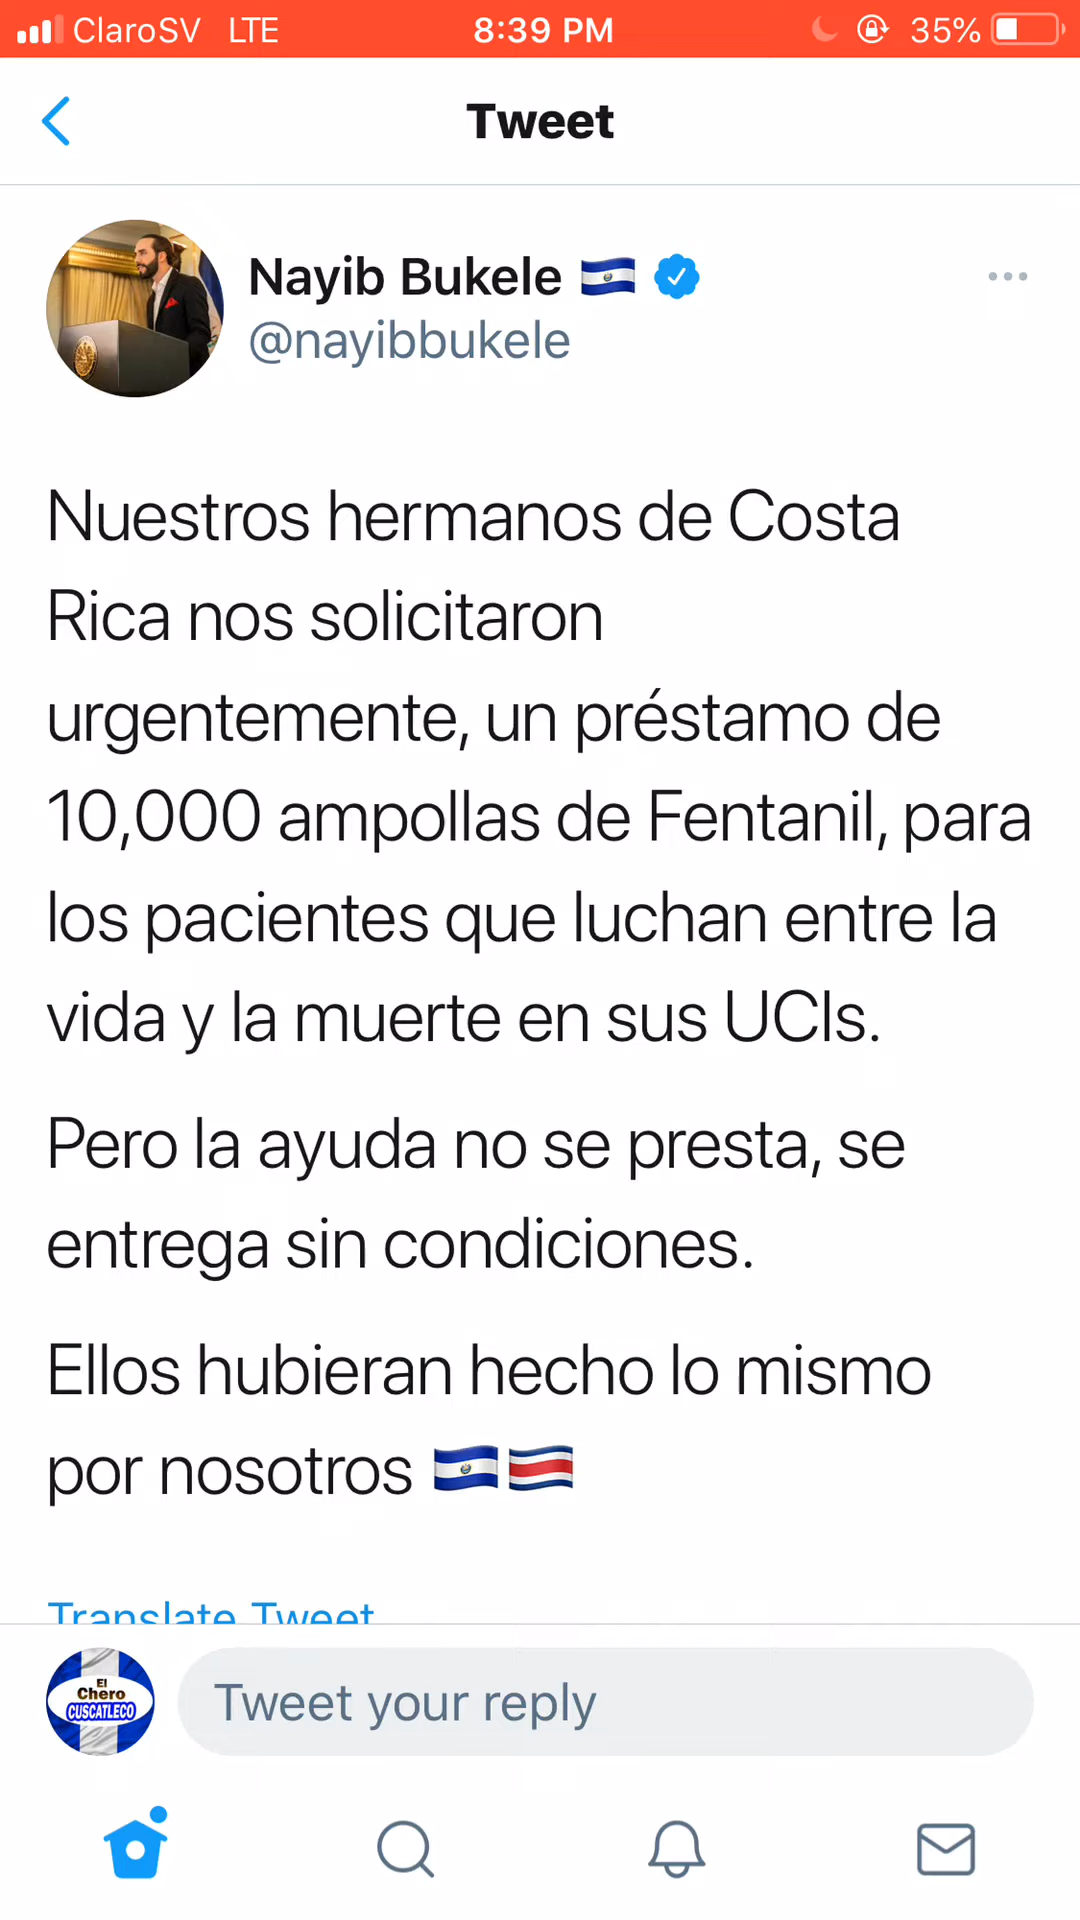 ClaroSV LTE 8:39 PM 35%
Tweet
Nayib Bukele
@nayibbukele
Nuestros hermanos de Costa
Rica nos solicitaron
urgentemente, un préstamo de
10,000 ampollas de Fentanil, para
los pacientes que luchan entre la
vida y la muerte en sus UCIs.
Pero la ayuda no se presta, se
entrega sin condiciones.
Ellos hubieran hecho lo mismo
por nosotros
Translate Tweet
El
Chero
CUSCATLECO
Tweet your reply